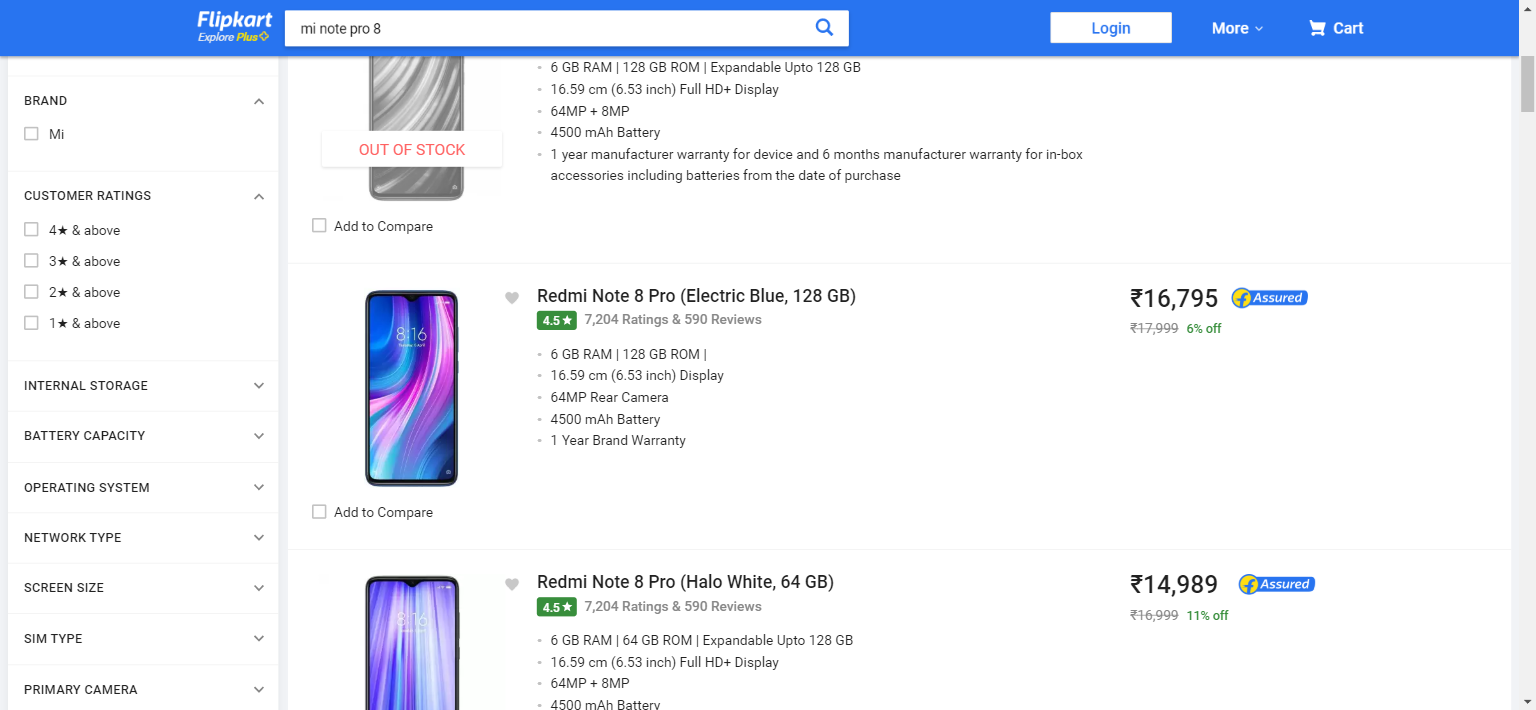 Flipkart
Explore Plus
mi note pro 8
Login
More
Cart
BRAND
Mi
CUSTOMER RATINGS
4★ & above
3★ & above
2★ & above
1★ & above
INTERNAL STORAGE
BATTERY CAPACITY
OPERATING SYSTEM
NETWORK TYPE
SCREEN SIZE
SIM TYPE
PRIMARY CAMERA
OUT OF STOCK
6 GB RAM | 128 GB ROM | Expandable Upto 128 GB
16.59 cm (6.53 inch) Full HD+ Display
64MP + 8MP
4500 mAh Battery
1 year manufacturer warranty for device and 6 months manufacturer warranty for in-box
accessories including batteries from the date of purchase
Add to Compare
8:16
Redmi Note 8 Pro (Electric Blue, 128 GB)
4.5★ 7,204 Ratings & 590 Reviews
6 GB RAM | 128 GB ROM |
16.59 cm (6.53 inch) Display
64MP Rear Camera
4500 mAh Battery
1 Year Brand Warranty
₹16,795 Assured
₹17,999 6% off
Add to Compare
8:16
Redmi Note 8 Pro (Halo White, 64 GB)
4.5★ 7,204 Ratings & 590 Reviews
6 GB RAM | 64 GB ROM | Expandable Upto 128 GB
16.59 cm (6.53 inch) Full HD+ Display
64MP + 8MP
4500 mAh Battery
₹14,989 Assured
₹16,999 11% off